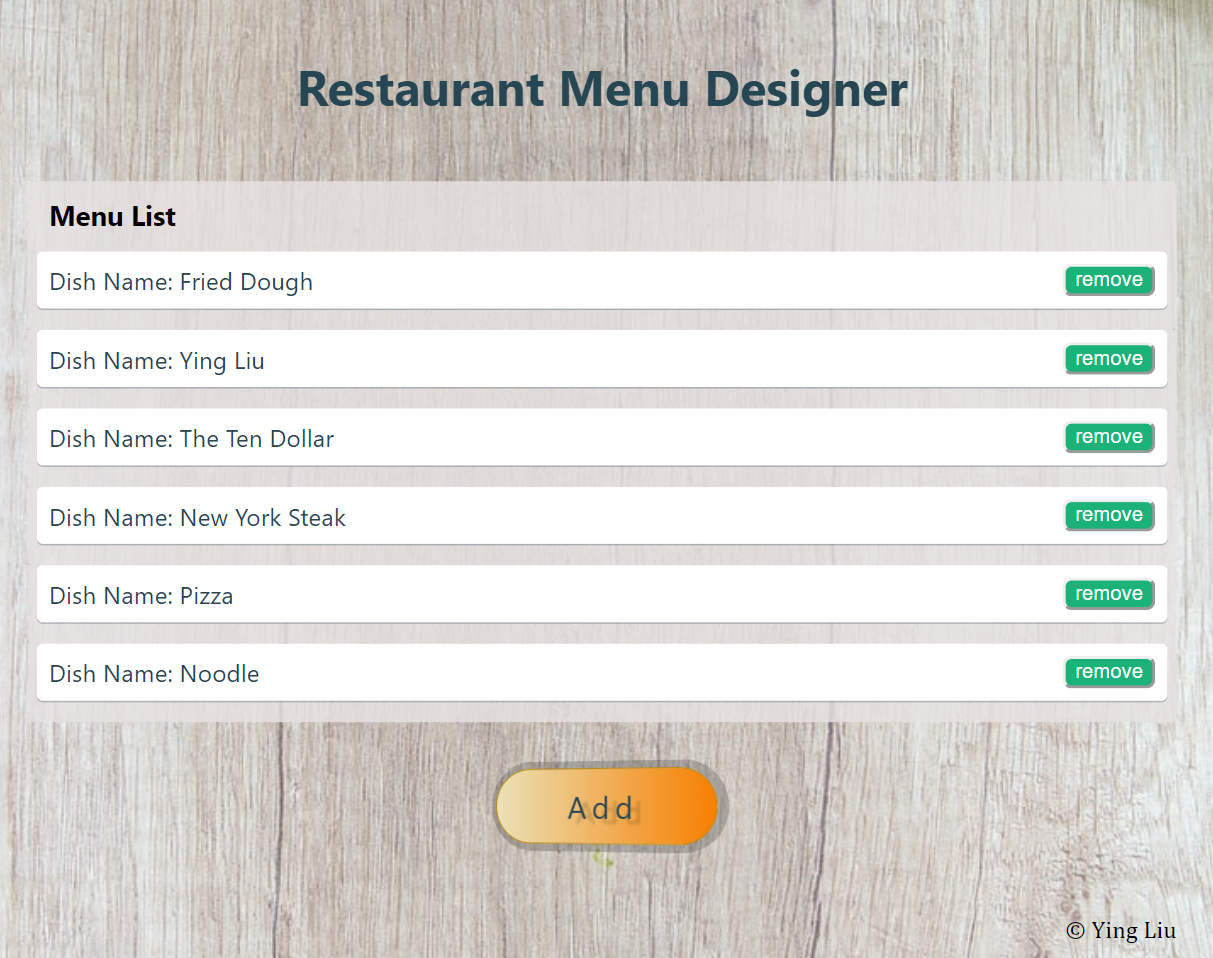 Restaurant Menu Designer
Menu List
Dish Name: Fried Dough remove
Dish Name: Ying Liu remove
Dish Name: The Ten Dollar remove
Dish Name: New York Steak remove
Dish Name: Pizza remove
Dish Name: Noodle remove
Add
© Ying Liu